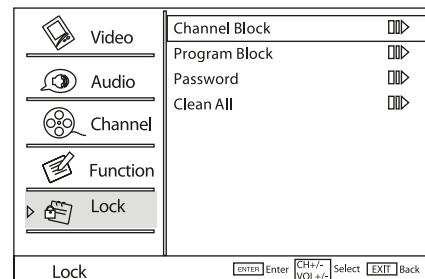 Video
Audio
Channel
Function
Lock
Channel Block
Program Block
Password
Clean All
Lock
ENTER Enter CH+/- VOL+/- Select EXIT Back